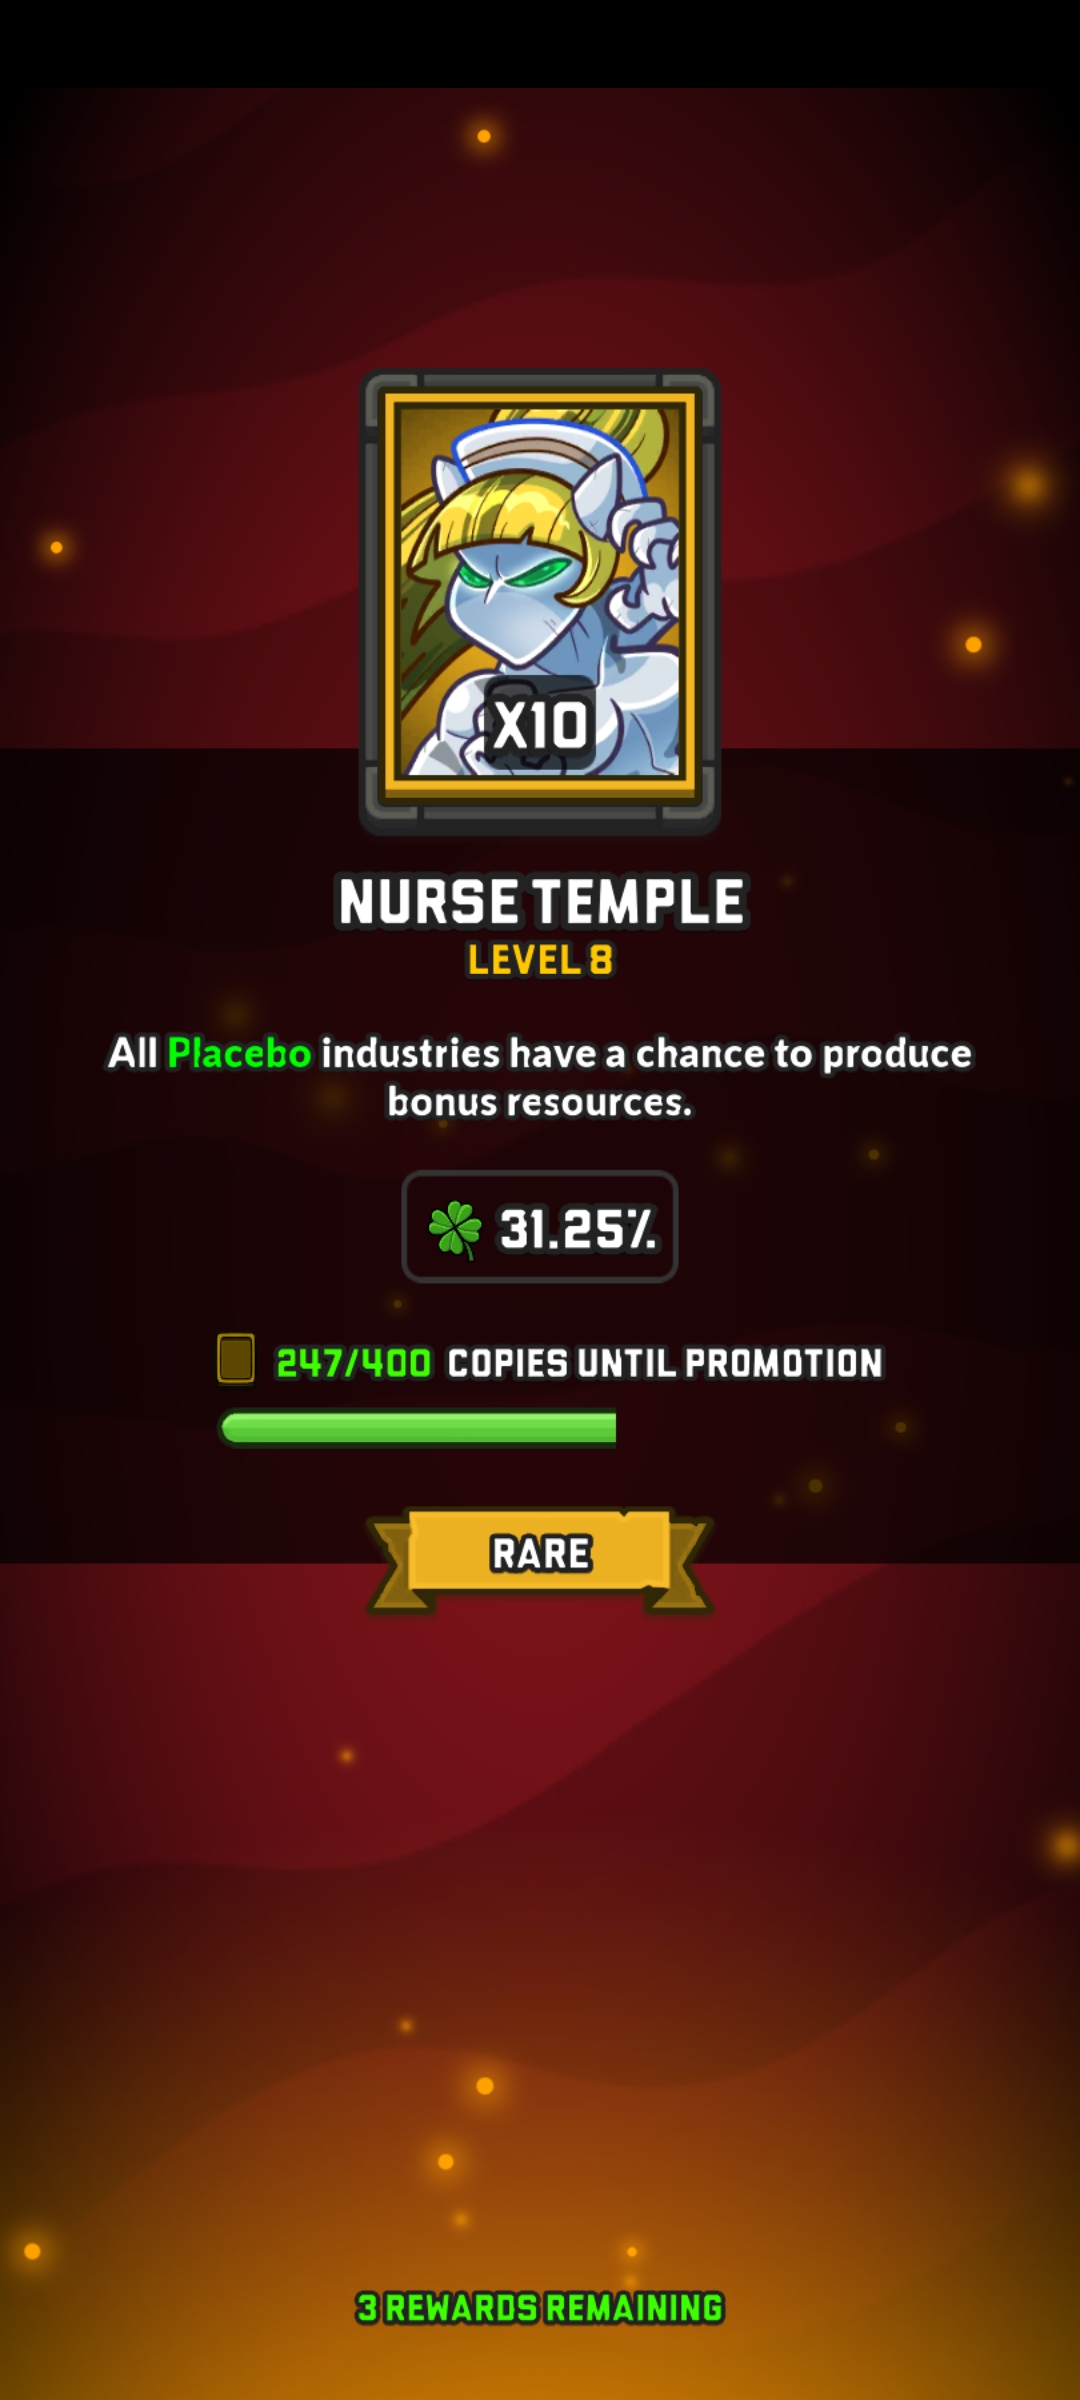 X10
NURSE TEMPLE
LEVEL 8
All Placebo industries have a chance to produce
bonus resources.
31.25%
247/400 COPIES UNTIL PROMOTION
RARE
3 REWARDS REMAINING